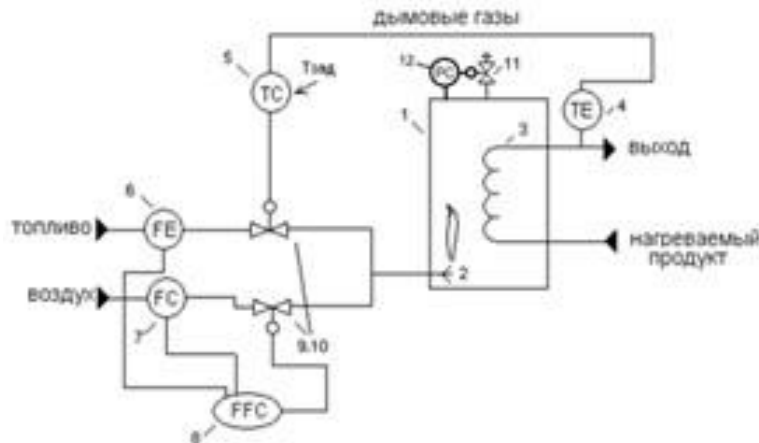 дымовые газы
5
Тзад
TC
12
PC
11
TE
4
1
3
выход
6
топливо
FE
нагреваемый
продукт
воздух
FC
2
7
9,10
FFC
8